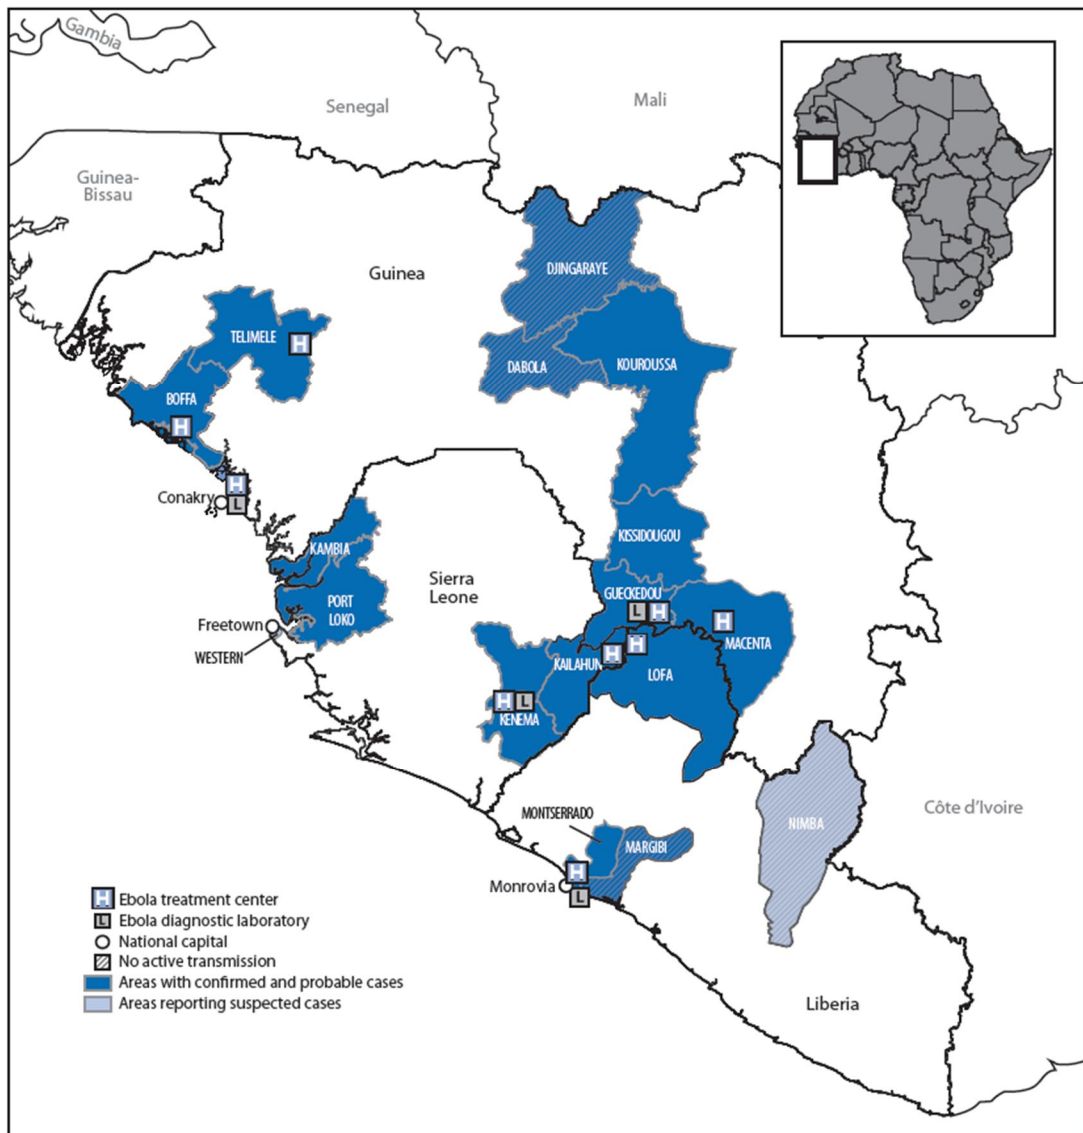 Gambia
Senegal
Mali
Guinea-
Bissau
Guinea
DJINGARAYE
TELIMELE
DABOLA
KOUROUSSA
BOFFA
H
H
H
Conakry
L
KISSIDOUGOU
KAMBIA
Sierra
Leone
PORT
LOKO
GUECKEDOU
L
H
H
MACENTA
Freetown
WESTERN
KAILAHUN
H
H
LOFA
H
L
KENEMA
Côte d'Ivoire
MONTSERRADO
NIMBA
MARGIBI
H
Monrovia
L
H Ebola treatment center
L Ebola diagnostic laboratory
National capital
No active transmission
Areas with confirmed and probable cases
Areas reporting suspected cases
Liberia